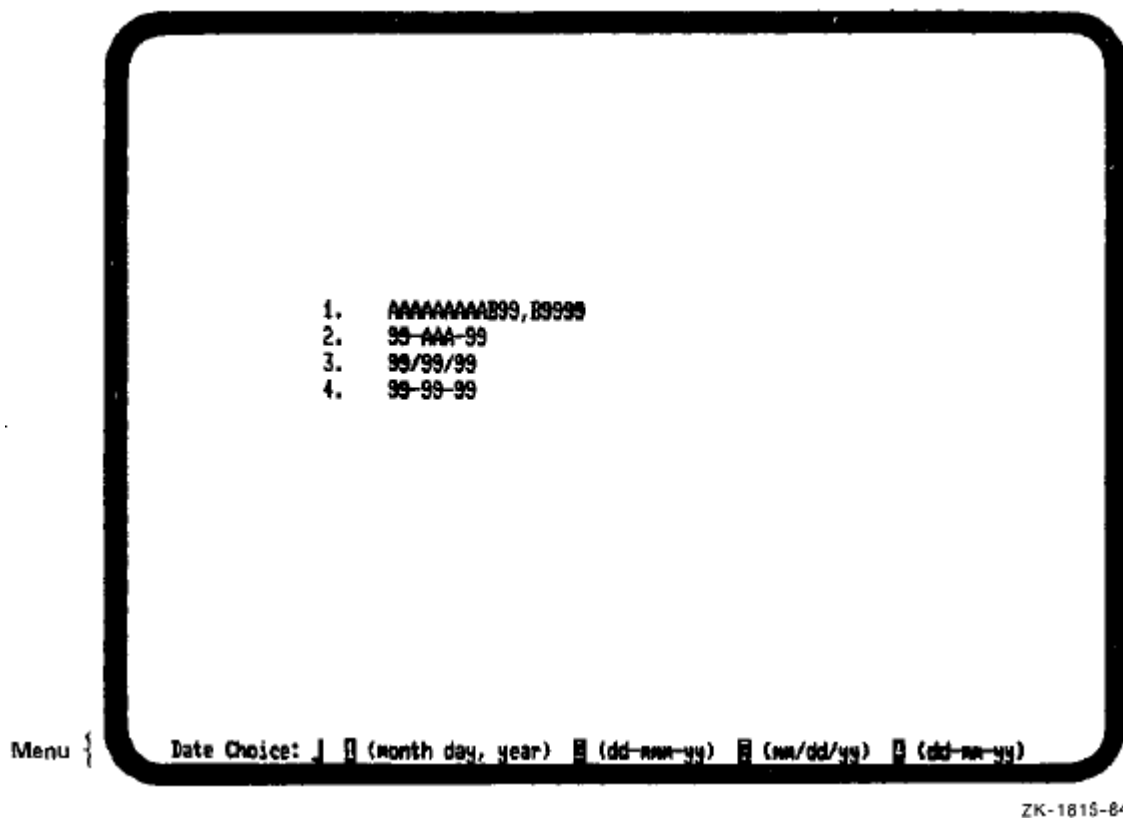 1. AAAAAAAAAB99,B9999
2. 99-AAA-99
3. 99/99/99
4. 99-99-99
Menu { Date Choice: (month day, year) (dd-mmm-yy) (mm/dd/yy) (dd-mm-yy)
ZK-1815-84